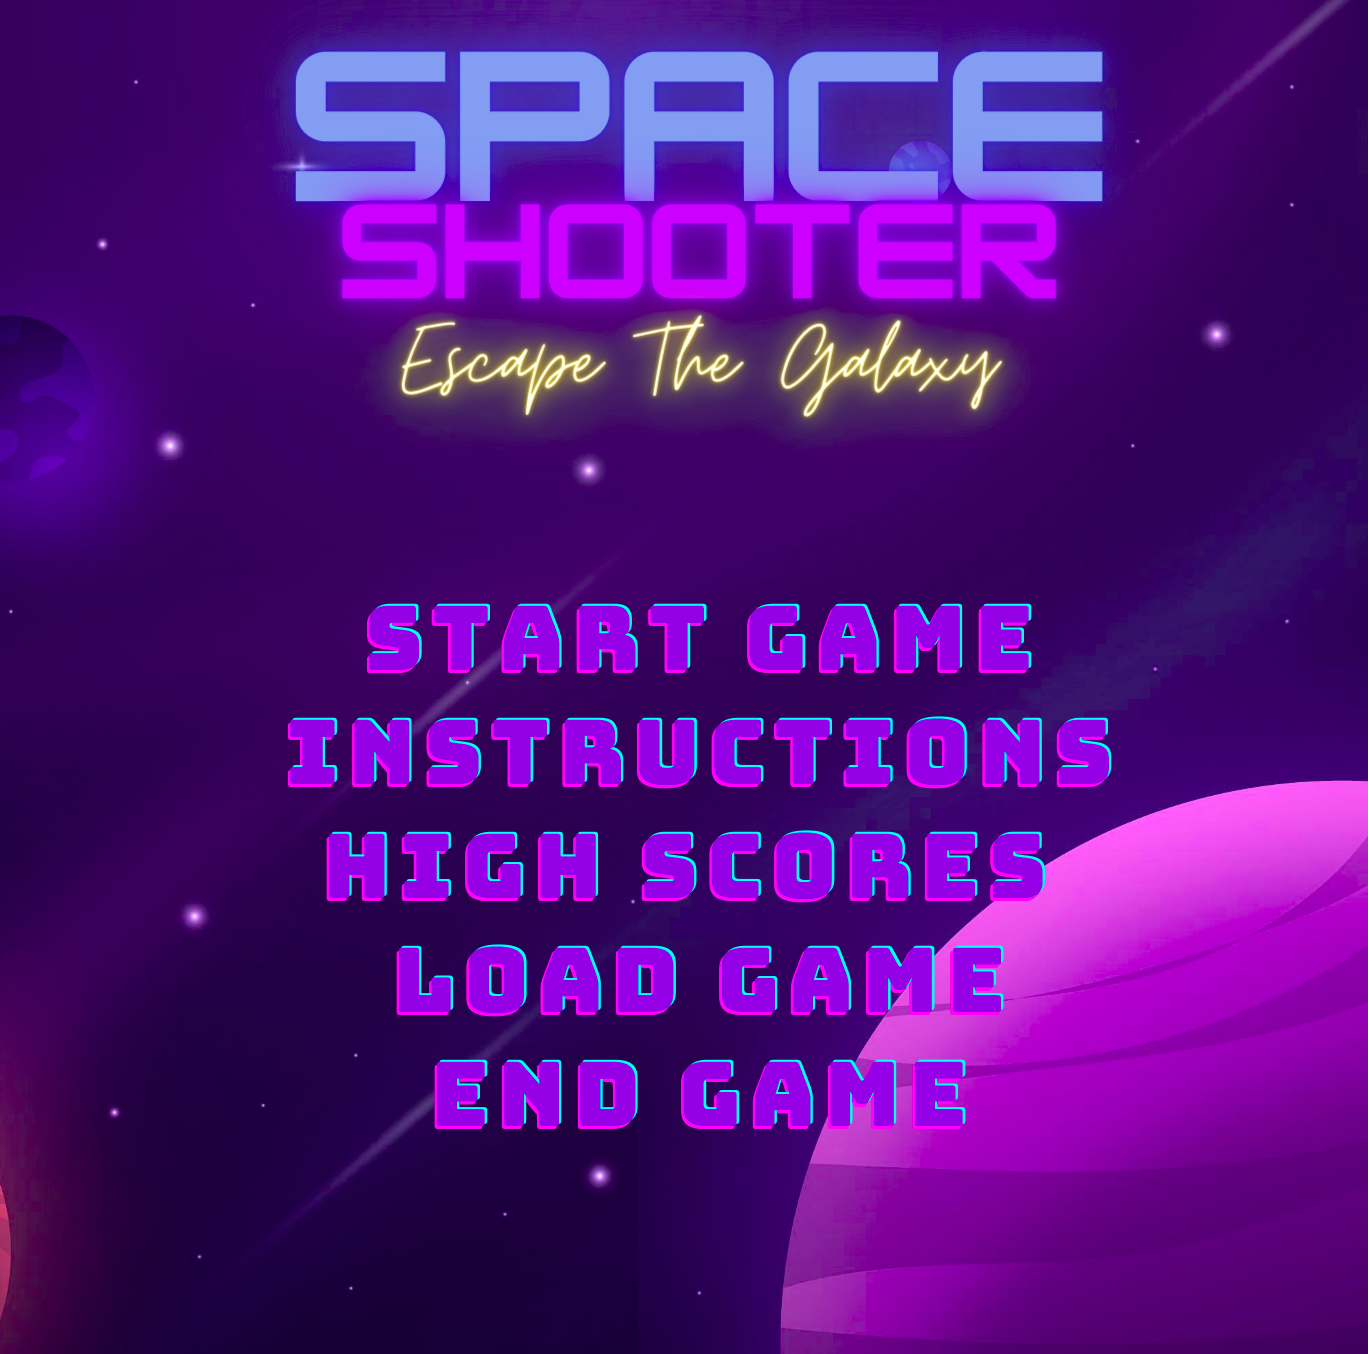 SPACE
SHOOTER
Escape The Galaxy
START GAME
INSTRUCTIONS
HIGH SCORES
LOAD GAME
END GAME